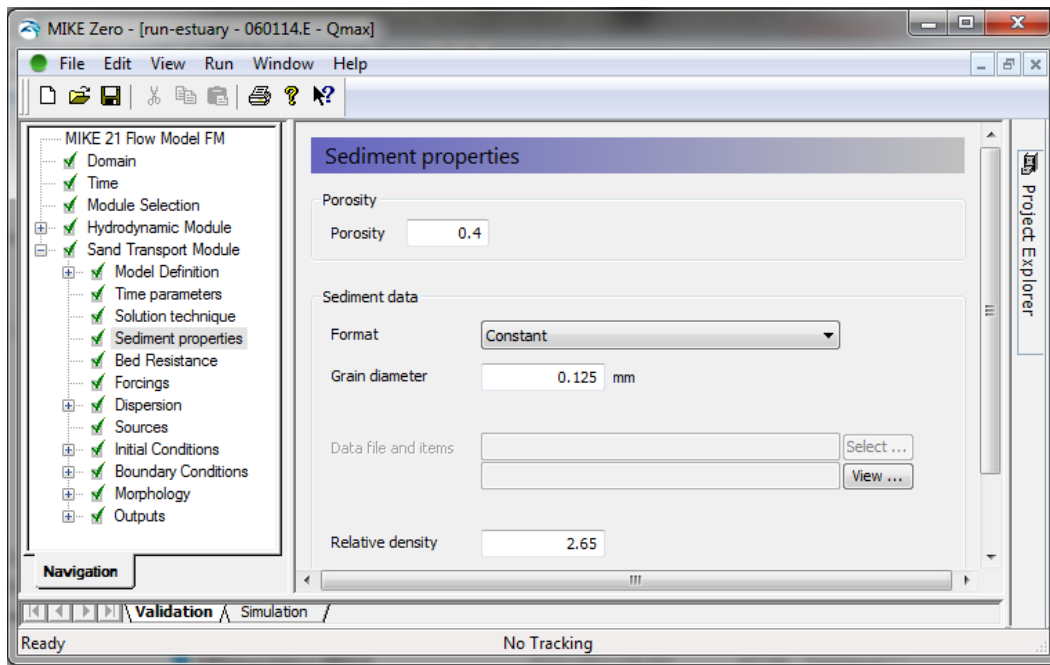 MIKE Zero - [run-estuary - 060114.E - Qmax]
File Edit View Run Window Help
MIKE 21 Flow Model FM
Domain
Time
Module Selection
Hydrodynamic Module
Sand Transport Module
Model Definition
Time parameters
Solution technique
Sediment properties
Bed Resistance
Forcings
Dispersion
Sources
Initial Conditions
Boundary Conditions
Morphology
Outputs
Navigation
Sediment properties
Porosity
Porosity 0.4
Sediment data
Format Constant
Grain diameter 0.125 mm
Data file and items Select ...
View ...
Relative density 2.65
Project Explorer
Validation Simulation
Ready No Tracking